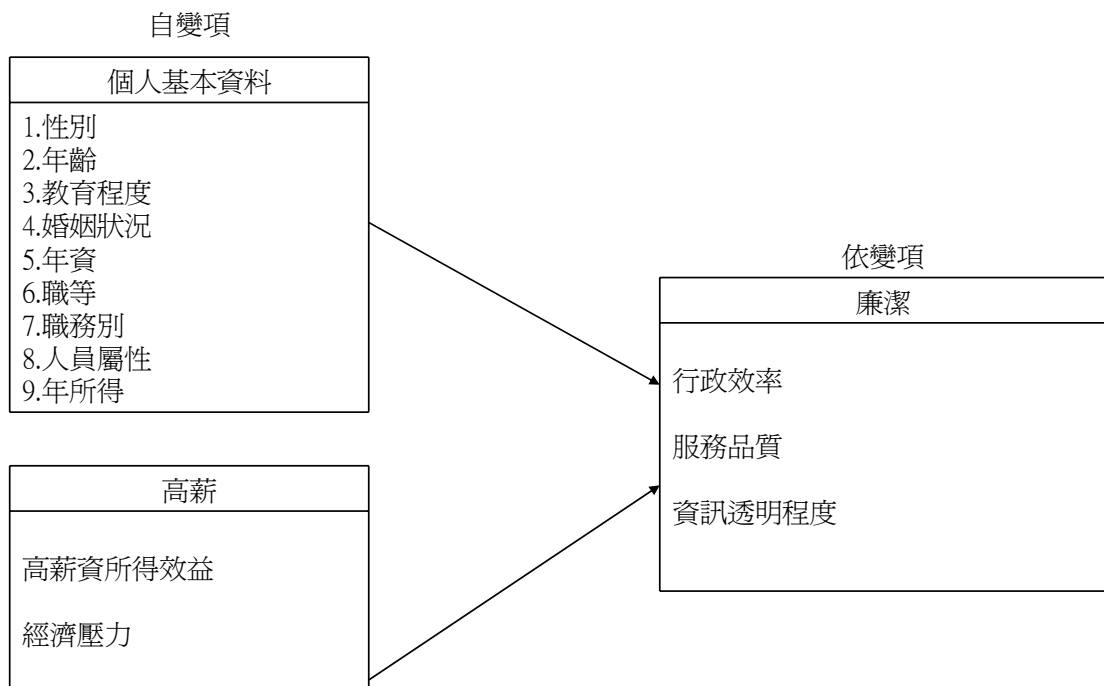 自變項
個人基本資料
1.性別
2.年齡
3.教育程度
4.婚姻狀況
5.年資
6.職等
7.職務別
8.人員屬性
9.年所得
高薪
高薪資所得效益
經濟壓力
依變項
廉潔
行政效率
服務品質
資訊透明程度